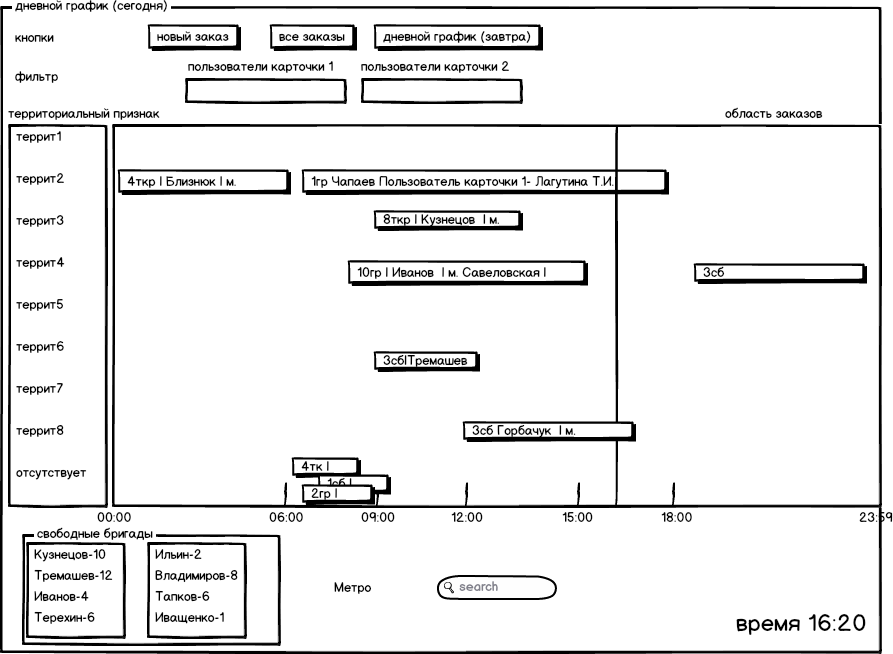 дневной график (сегодня)
кнопки
новый заказ
все заказы
дневной график (завтра)
фильтр
пользователи карточки 1
пользователи карточки 2
территориальный признак
область заказов
террит1
террит2
4ткр | Близнюк | м.
1гр Чапаев Пользователь карточки 1- Лагутина Т.И.
террит3
8ткр | Кузнецов | м.
террит4
10гр | Иванов | м. Савеловская |
3сб
террит5
террит6
3сб|Тремашев
террит7
террит8
3сб Горбачук | м.
отсутствует
4тк |
1сб |
2гр |
00:00
06:00
09:00
12:00
15:00
18:00
23:59
свободные бригады
Кузнецов-10
Тремашев-12
Иванов-4
Терехин-6
Ильин-2
Владимиров-8
Тапков-6
Иващенко-1
Метро
search
время 16:20